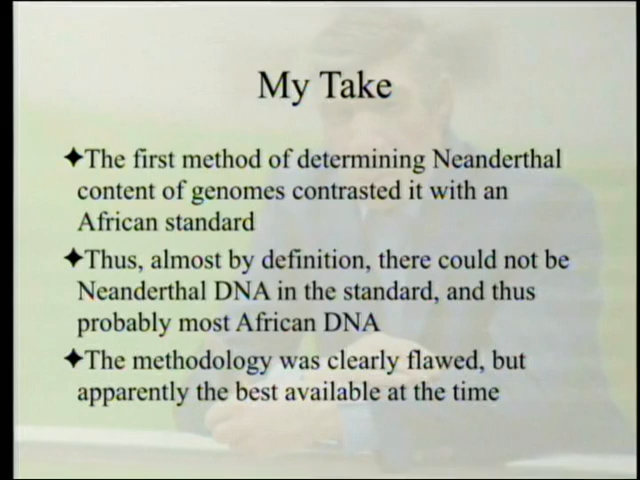 My Take
✦The first method of determining Neanderthal
content of genomes contrasted it with an
African standard
✦Thus, almost by definition, there could not be
Neanderthal DNA in the standard, and thus
probably most African DNA
✦The methodology was clearly flawed, but
apparently the best available at the time